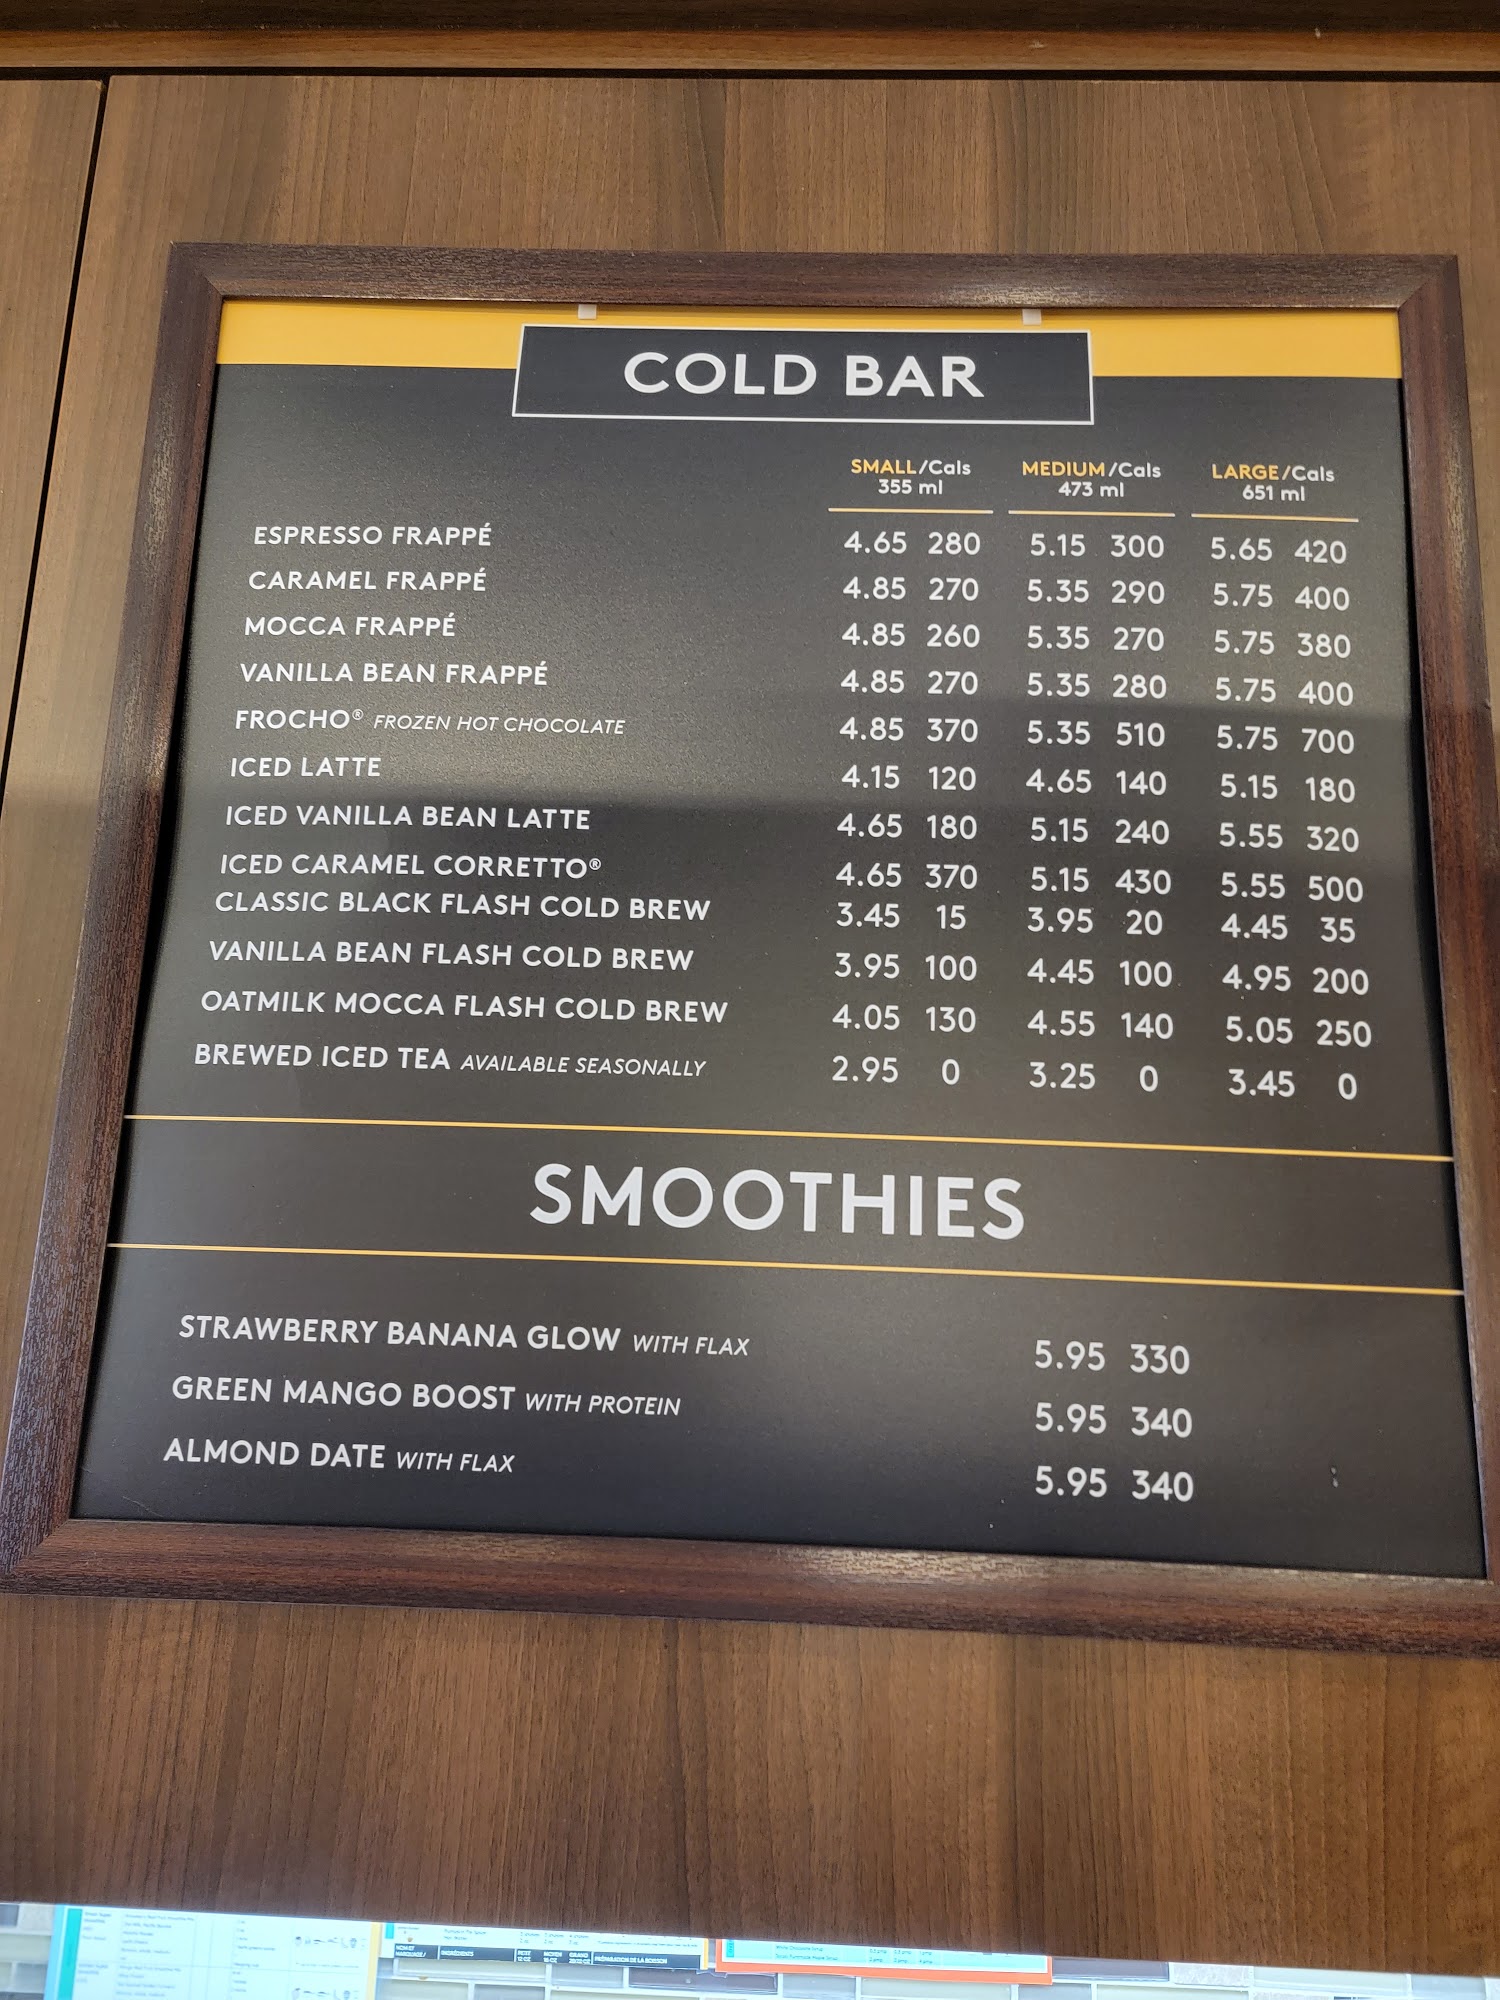 COLD BAR
SMALL/Cals MEDIUM/Cals LARGE/Cals
355 ml 473 ml 651 ml
ESPRESSO FRAPPÉ 4.65 280 5.15 300 5.65 420
CARAMEL FRAPPÉ 4.85 270 5.35 290 5.75 400
MOCCA FRAPPÉ 4.85 260 5.35 270 5.75 380
VANILLA BEAN FRAPPÉ 4.85 270 5.35 280 5.75 400
FROCHO® FROZEN HOT CHOCOLATE 4.85 370 5.35 510 5.75 700
ICED LATTE 4.15 120 4.65 140 5.15 180
ICED VANILLA BEAN LATTE 4.65 180 5.15 240 5.55 320
ICED CARAMEL CORRETTO® 4.65 370 5.15 430 5.55 500
CLASSIC BLACK FLASH COLD BREW 3.45 15 3.95 20 4.45 35
VANILLA BEAN FLASH COLD BREW 3.95 100 4.45 100 4.95 200
OATMILK MOCCA FLASH COLD BREW 4.05 130 4.55 140 5.05 250
BREWED ICED TEA AVAILABLE SEASONALLY 2.95 0 3.25 0 3.45 0
SMOOTHIES
STRAWBERRY BANANA GLOW WITH FLAX 5.95 330
GREEN MANGO BOOST WITH PROTEIN 5.95 340
ALMOND DATE WITH FLAX 5.95 340
INGRÉDIENTS PETIT MOYEN GRAND PRÉPARATION DE LA BOISSON